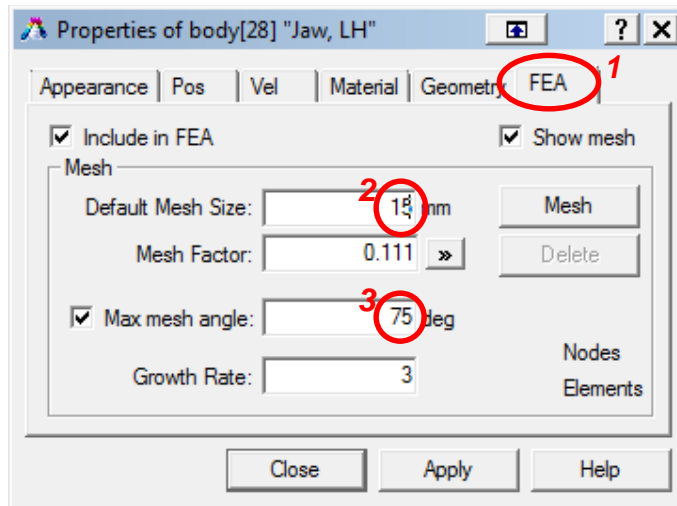 Properties of body[28] "Jaw, LH" ?
Appearance Pos Vel Material Geometry FEA 1
Include in FEA Show mesh
Mesh
Default Mesh Size: 2 15 mm Mesh
Mesh Factor: 0.111 » Delete
Max mesh angle: 3 75 deg
Nodes
Growth Rate: 3
Elements
Close Apply Help